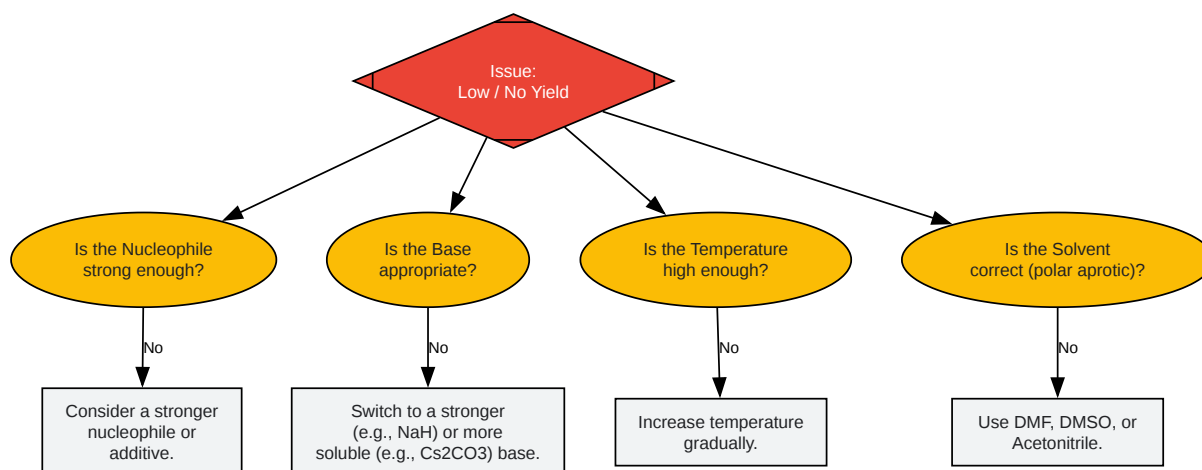 Issue:
Low / No Yield
Is the Nucleophile
strong enough?
Is the Base
appropriate?
Is the Temperature
high enough?
Is the Solvent
correct (polar aprotic)?
No
No
No
No
Consider a stronger
nucleophile or
additive.
Switch to a stronger
(e.g., NaH) or more
soluble (e.g., Cs2CO3) base.
Increase temperature
gradually.
Use DMF, DMSO, or
Acetonitrile.